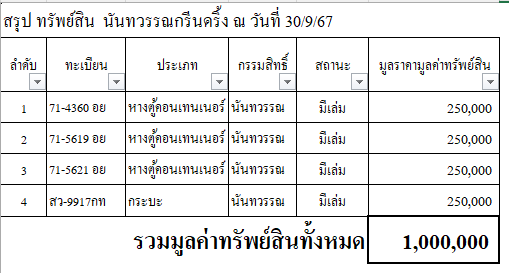 สรุป ทรัพย์สิน นันทวรรณกรีนคริ้ง ณ วันที่ 30/9/67
ลำดับ ทะเบียน ประเภท กรรมสิทธิ์ สถานะ มูลราคามูลค่าทรัพย์สิน
1 71-4360 อย หางตู้คอนเทนเนอร์ นันทวรรณ มีเล่ม 250,000
2 71-5619 อย หางตู้คอนเทนเนอร์ นันทวรรณ มีเล่ม 250,000
3 71-5621 อย หางตู้คอนเทนเนอร์ นันทวรรณ มีเล่ม 250,000
4 สว-9917กท กระบะ นันทวรรณ มีเล่ม 250,000
รวมมูลค่าทรัพย์สินทั้งหมด 1,000,000